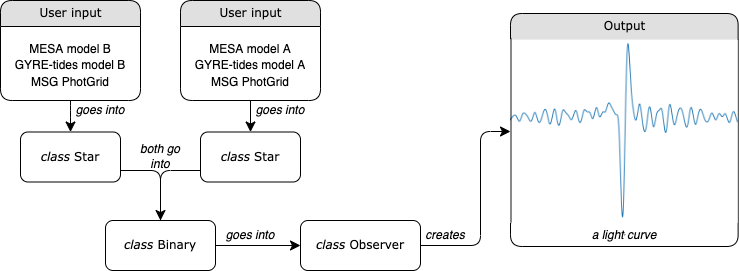 User input
MESA model B
GYRE-tides model B
MSG PhotGrid
User input
MESA model A
GYRE-tides model A
MSG PhotGrid
Output
goes into
goes into
class Star
both go
into
class Star
class Binary
goes into
class Observer
creates
a light curve